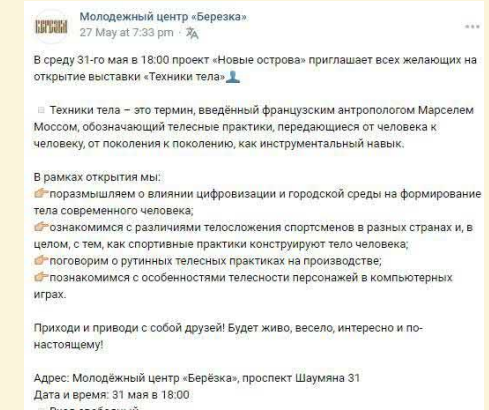 БЕРЕЗКА
Молодежный центр «Березка»
27 May at 7:33 pm
В среду 31-го мая в 18:00 проект «Новые острова» приглашает всех желающих на
открытие выставки «Техники тела»
Техники тела – это термин, введённый французским антропологом Марселем
Моссом, обозначающий телесные практики, передающиеся от человека к
человеку, от поколения к поколению, как инструментальный навык.
В рамках открытия мы:
поразмышляем о влиянии цифровизации и городской среды на формирование
тела современного человека;
ознакомимся с различиями телосложения спортсменов в разных странах и, в
целом, с тем, как спортивные практики конструируют тело человека;
поговорим о рутинных телесных практиках на производстве;
познакомимся с особенностями телесности персонажей в компьютерных
играх.
Приходи и приводи с собой друзей! Будет живо, весело, интересно и по-
настоящему!
Адрес: Молодёжный центр «Берёзка», проспект Шаумяна 31
Дата и время: 31 мая в 18:00
Вход свободный